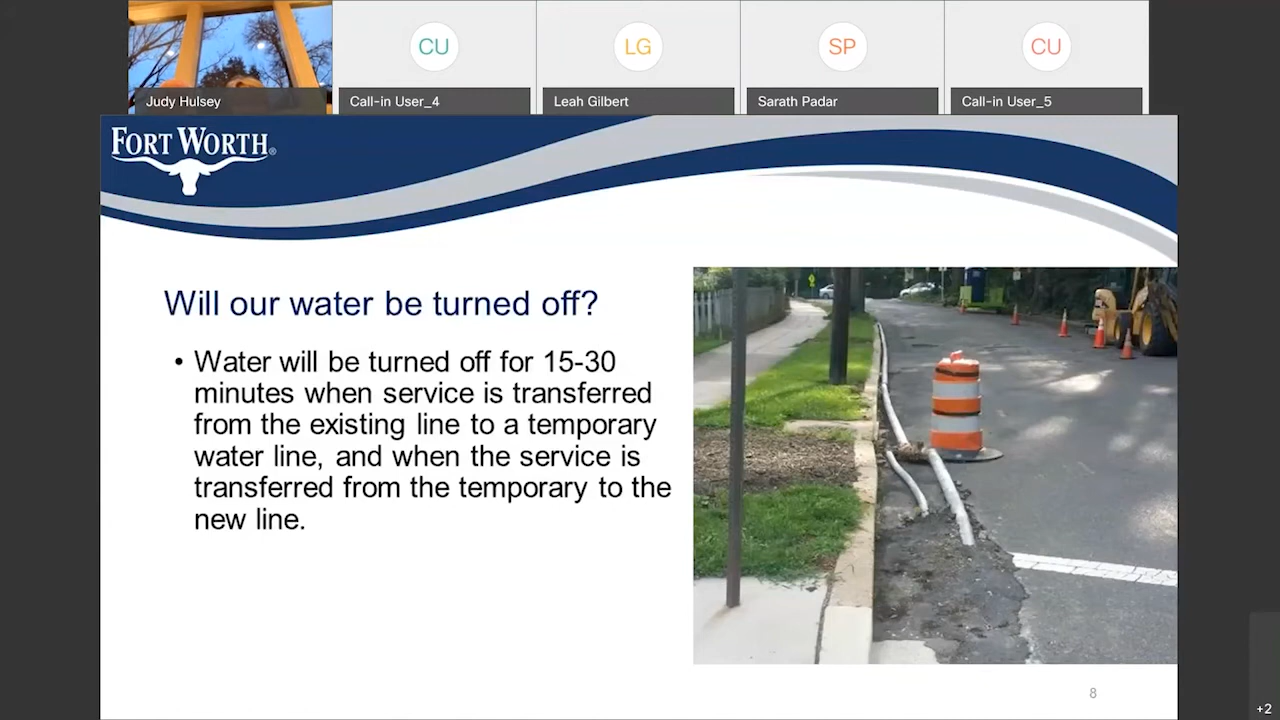 CU
LG
SP
CU
Judy Hulsey
Call-in User_4
Leah Gilbert
Sarath Padar
Call-in User_5
FORT WORTH®
Will our water be turned off?
• Water will be turned off for 15-30
minutes when service is transferred
from the existing line to a temporary
water line, and when the service is
transferred from the temporary to the
new line.
8
+2